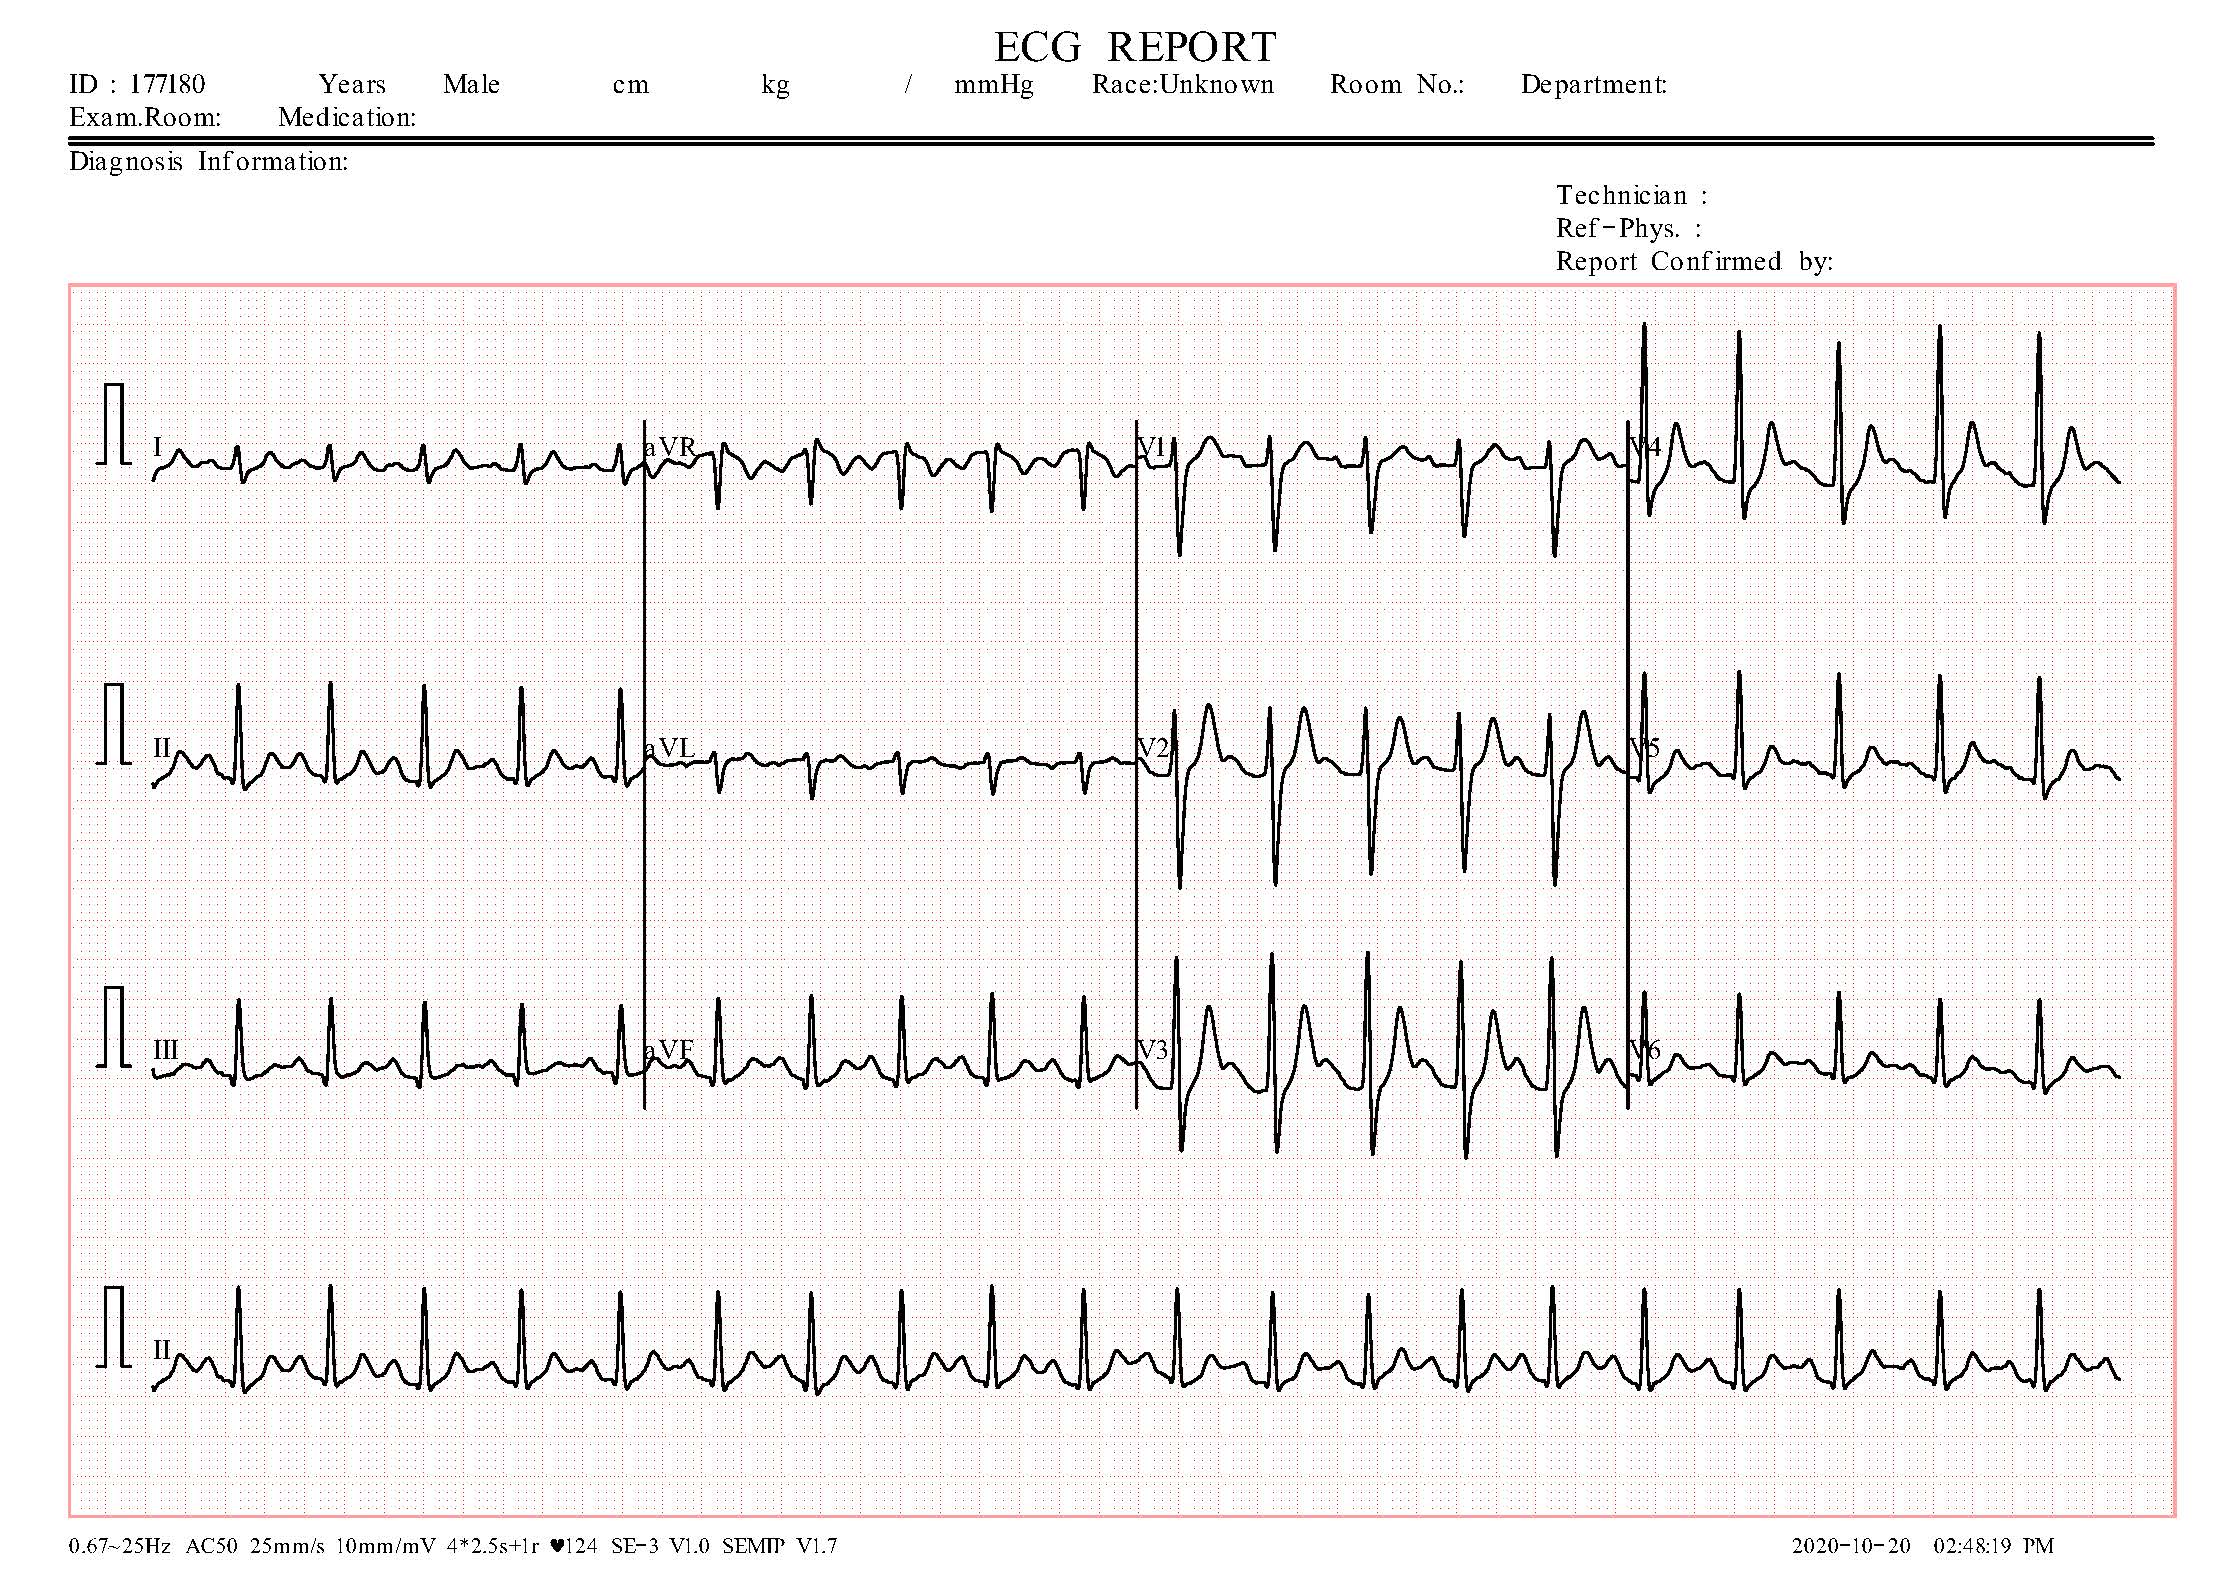 ECG REPORT
ID : 177180 Years Male cm kg / mmHg Race:Unknown Room No.: Department:
Exam.Room: Medication:
Diagnosis Information:
Technician :
Ref-Phys. :
Report Confirmed by:
I aVR V1 V4
II aVL V2 V5
III aVF V3 V6
II
0.67~25Hz AC50 25mm/s 10mm/mV 4*2.5s+1r ♥124 SE-3 V1.0 SEMIP V1.7 2020-10-20 02:48:19 PM